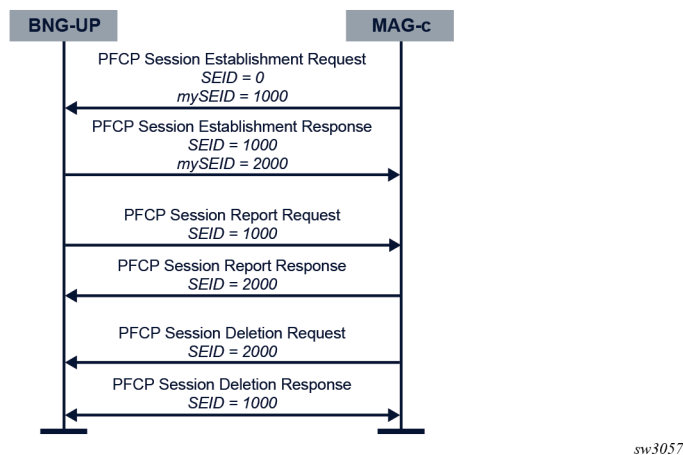 BNG-UP
MAG-c
PFCP Session Establishment Request
SEID = 0
mySEID = 1000
PFCP Session Establishment Response
SEID = 1000
mySEID = 2000
PFCP Session Report Request
SEID = 1000
PFCP Session Report Response
SEID = 2000
PFCP Session Deletion Request
SEID = 2000
PFCP Session Deletion Response
SEID = 1000
sw3057